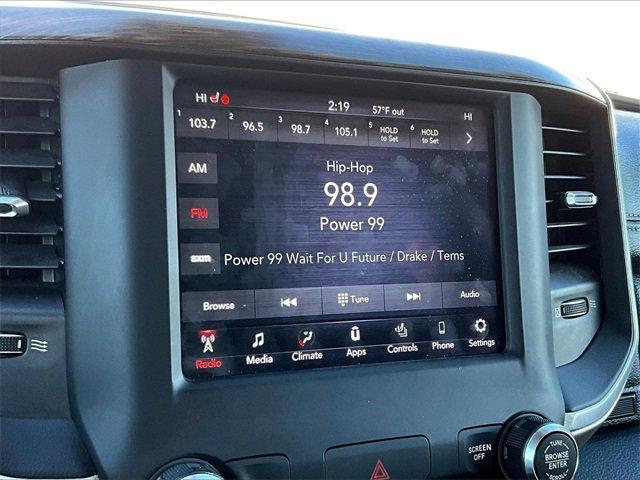 HI 2:19 57°F out HI
1 103.7 2 96.5 3 98.7 4 105.1 5 HOLD to Set 6 HOLD to Set
AM Hip-Hop
98.9
FM Power 99
sxm Power 99 Wait For U Future / Drake / Tems
Browse Tune Audio
Radio Media Climate Apps Controls Phone Settings
SCREEN OFF
TUNE
BROWSE
ENTER
SCROLL